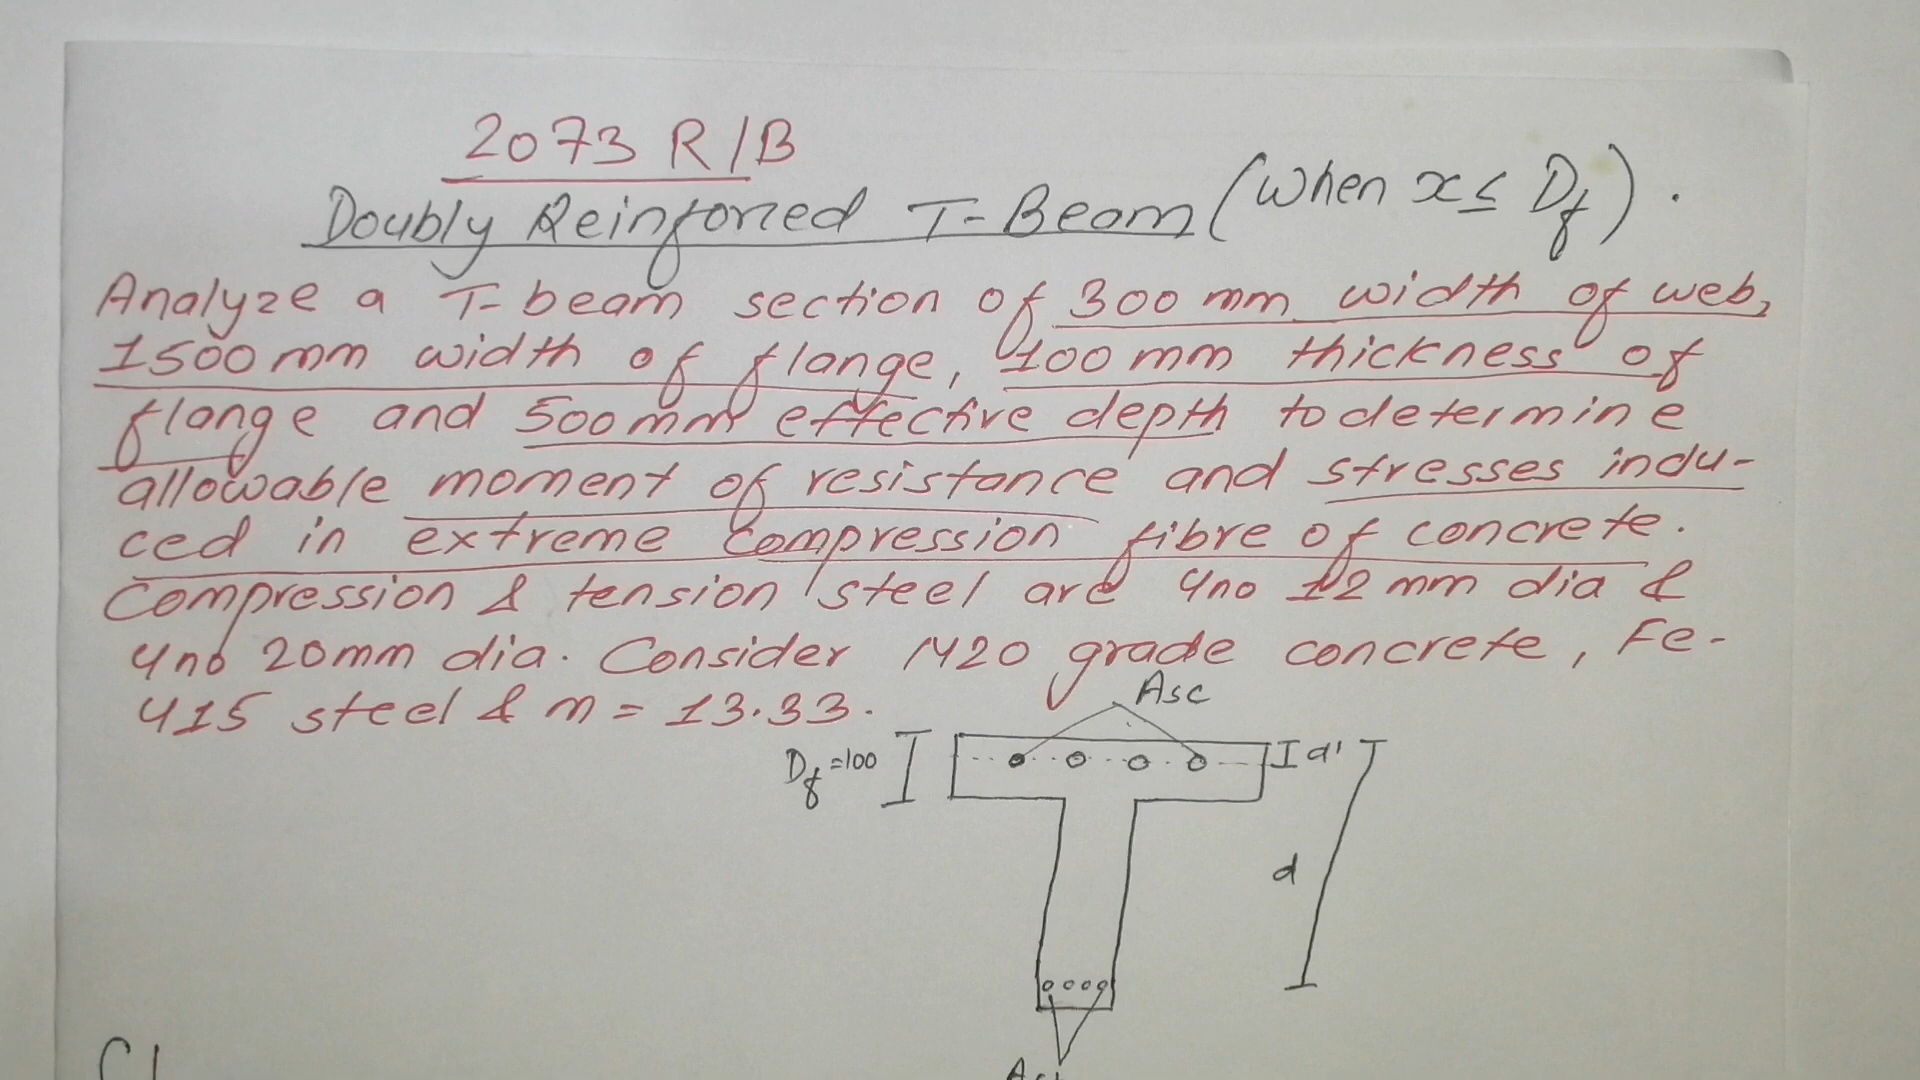 2073 R/B
Doubly Reinforced T-Beam (when x ≤ Df).
Analyze a T-beam section of 300 mm width of web,
1500 mm width of flange, 100 mm thickness of
flange and 500 mm effective depth to determine
allowable moment of resistance and stresses indu-
ced in extreme compression fibre of concrete.
Compression & tension steel are 4no 12 mm dia &
4no 20mm dia. Consider M20 grade concrete, Fe-
415 steel & m = 13.33.
Asc
Df =100
d'
d